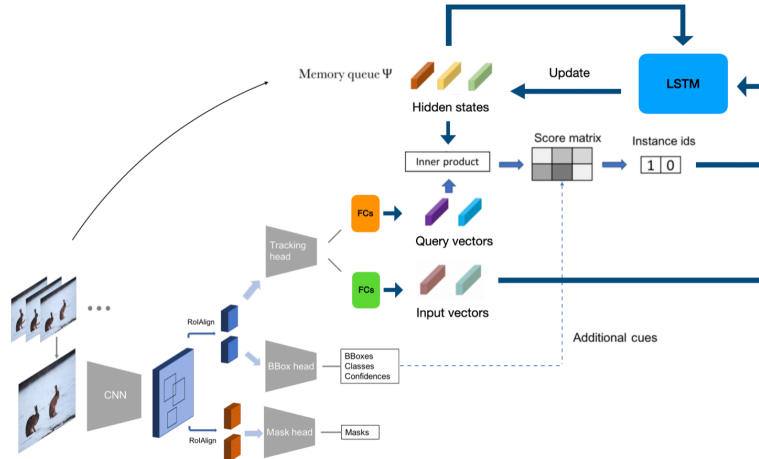 Memory queue Ψ
Update
LSTM
Hidden states
Score matrix
Instance ids
Inner product
1 0
FCs
Query vectors
Tracking
head
FCs
Input vectors
RoIAlign
Additional cues
CNN
BBox head
BBoxes
Classes
Confidences
RoIAlign
Mask head
Masks